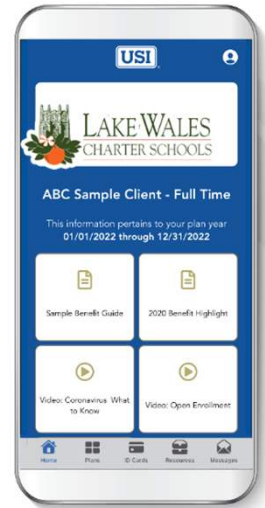 USI
LAKE WALES
CHARTER SCHOOLS
ABC Sample Client - Full Time
This information pertains to your plan year
01/01/2022 through 12/31/2022
Sample Benefit Guide
2020 Benefit Highlight
Video: Coronavirus What
to Know
Video: Open Enrollment
Home
Plans
ID Cards
Resources
Messages